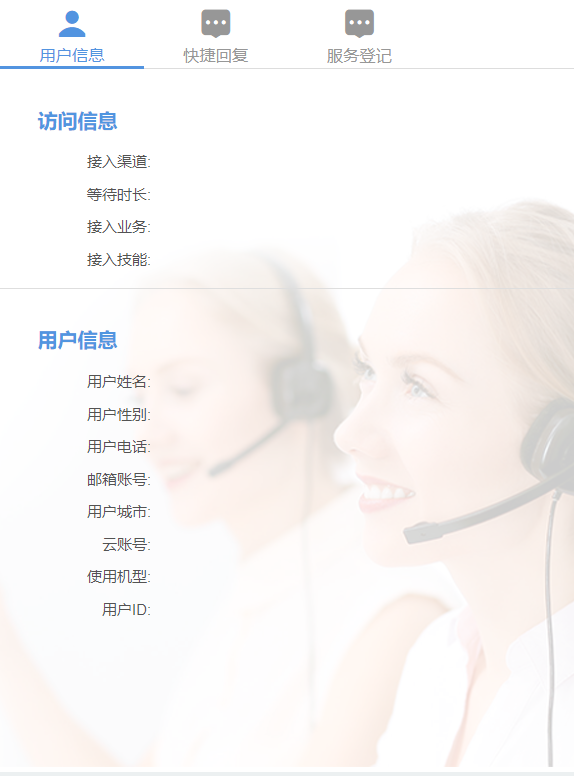 用户信息
快捷回复
服务登记
访问信息
接入渠道:
等待时长:
接入业务:
接入技能:
用户信息
用户姓名:
用户性别:
用户电话:
邮箱账号:
用户城市:
云账号:
使用机型:
用户ID: